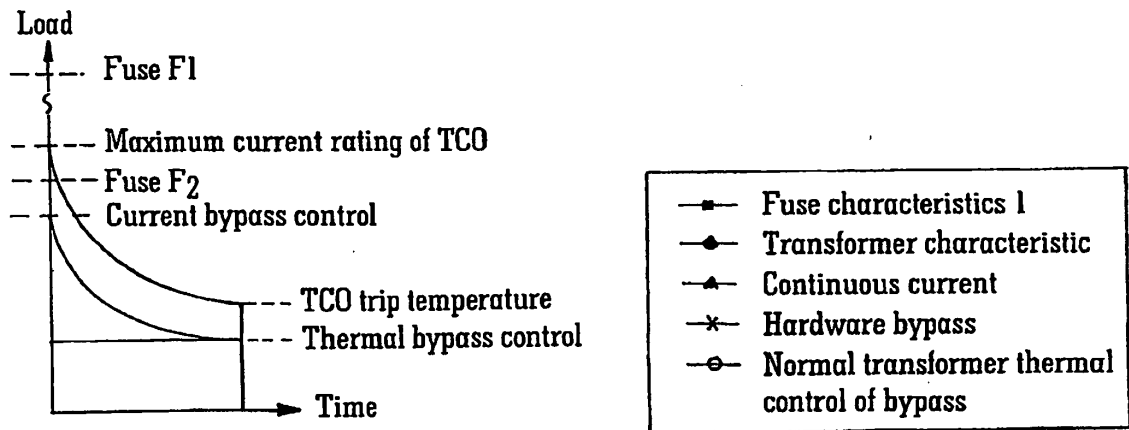 Load
Fuse F1
Maximum current rating of TCO
Fuse F2
Current bypass control
TCO trip temperature
Thermal bypass control
Time
Fuse characteristics 1
Transformer characteristic
Continuous current
Hardware bypass
Normal transformer thermal
control of bypass